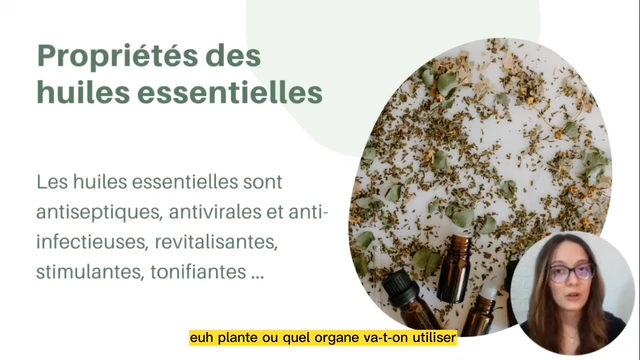 Propriétés des
huiles essentielles
Les huiles essentielles sont
antiseptiques, antivirales et anti-
infectieuses, revitalisantes,
stimulantes, tonifiantes ...
euh plante ou quel organe va-t-on utiliser